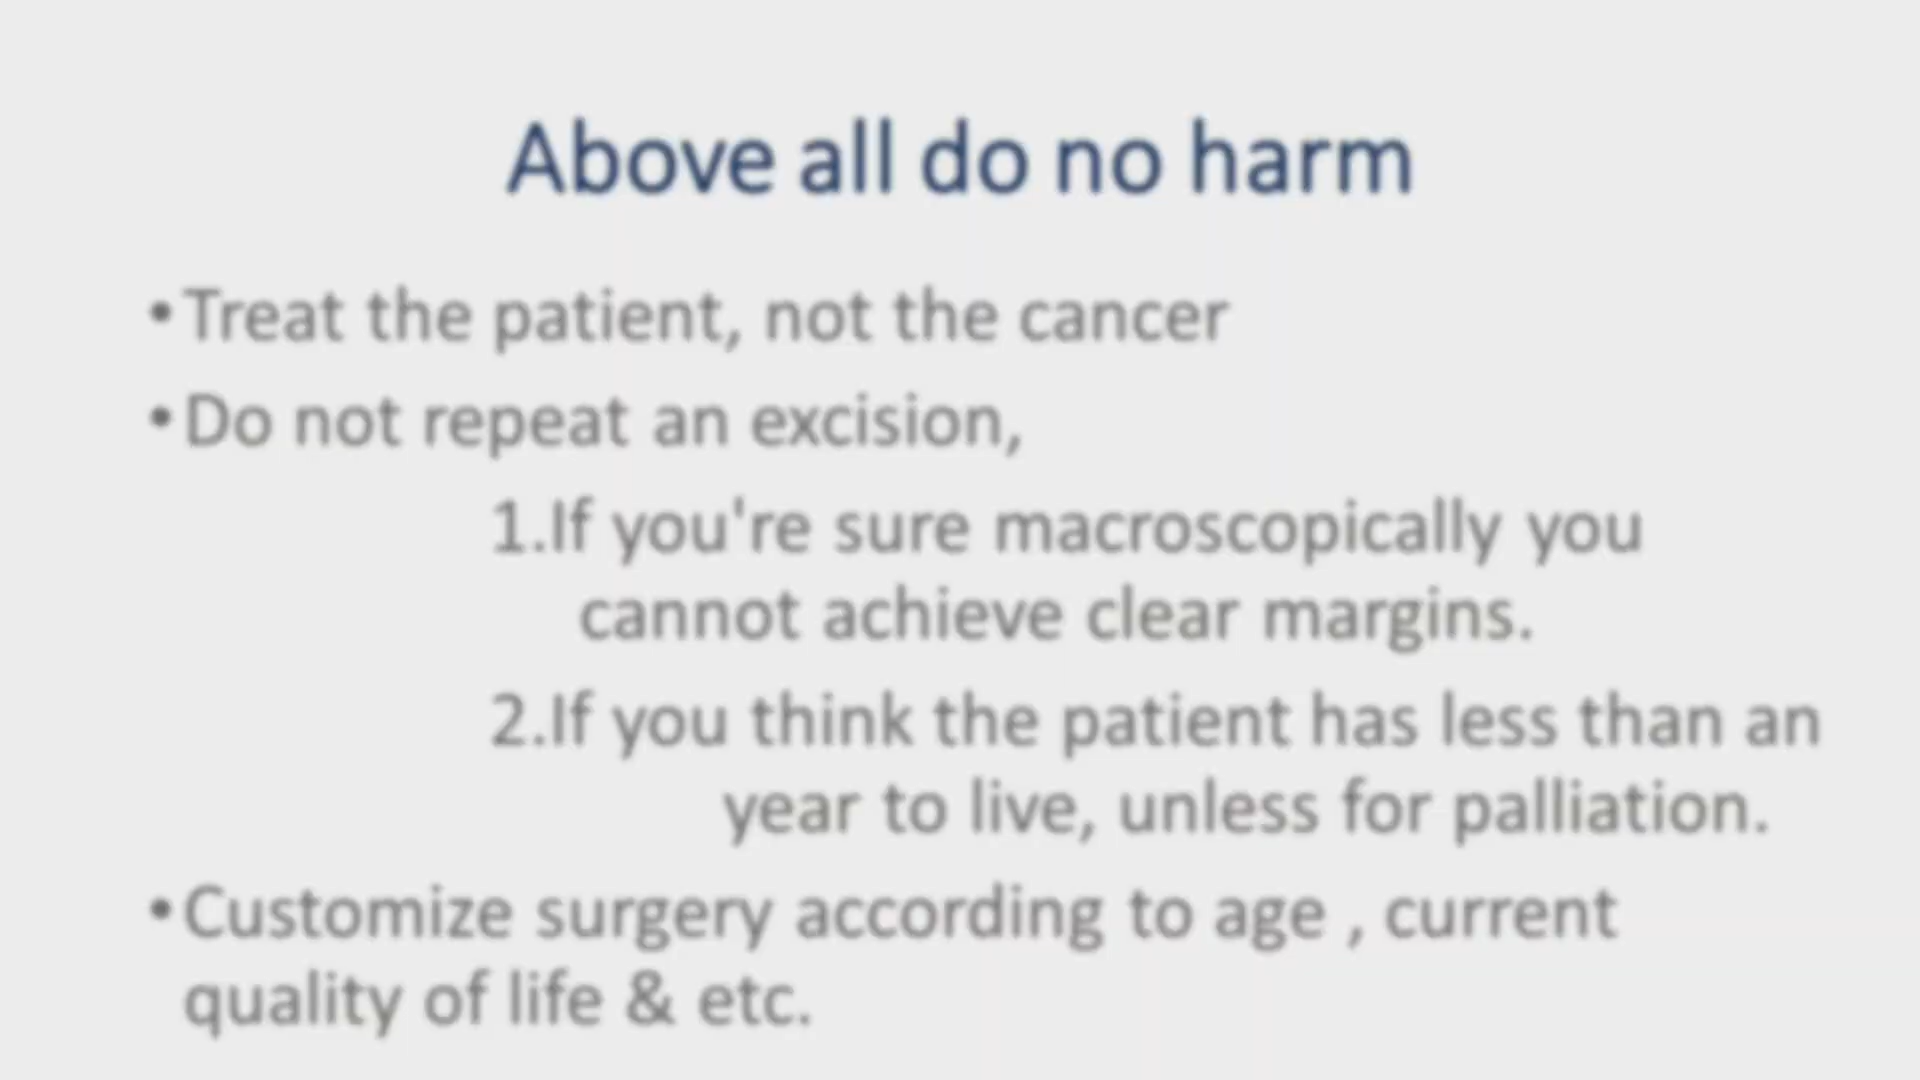 Above all do no harm
•Treat the patient, not the cancer
•Do not repeat an excision,
1.If you're sure macroscopically you
cannot achieve clear margins.
2.If you think the patient has less than an
year to live, unless for palliation.
•Customize surgery according to age , current
quality of life & etc.